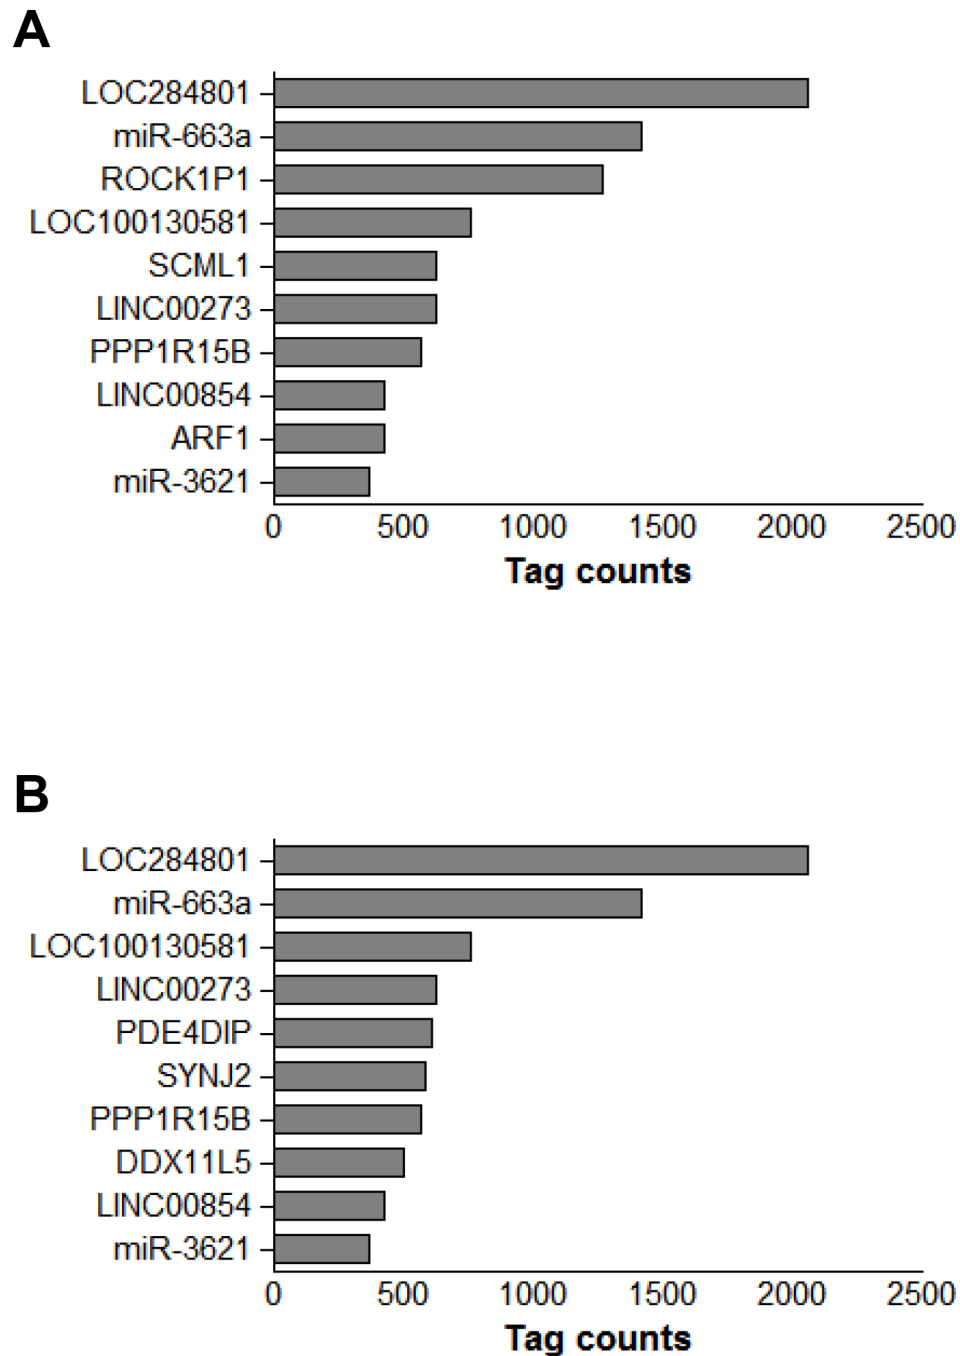 A
LOC284801
miR-663a
ROCK1P1
LOC100130581
SCML1
LINC00273
PPP1R15B
LINC00854
ARF1
miR-3621
0 500 1000 1500 2000 2500
Tag counts
B
LOC284801
miR-663a
LOC100130581
LINC00273
PDE4DIP
SYNJ2
PPP1R15B
DDX11L5
LINC00854
miR-3621
0 500 1000 1500 2000 2500
Tag counts